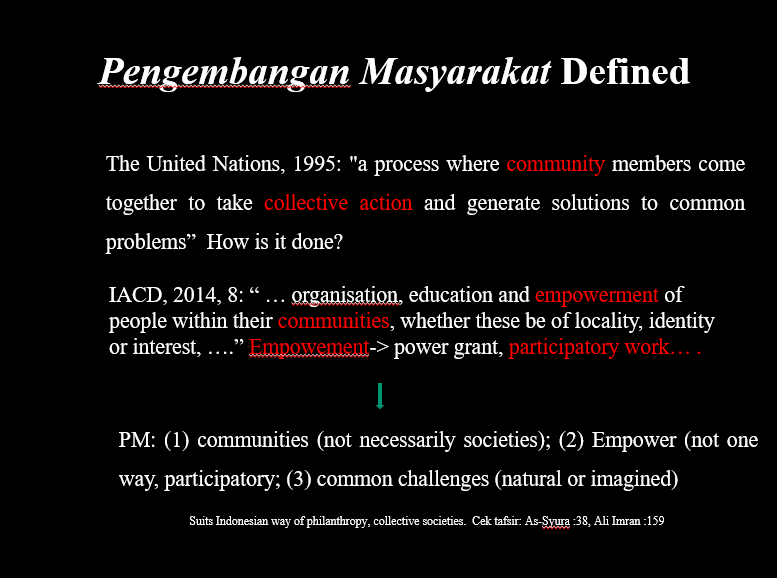 Pengembangan Masyarakat Defined
The United Nations, 1995: "a process where community members come
together to take collective action and generate solutions to common
problems” How is it done?
IACD, 2014, 8: “ … organisation, education and empowerment of
people within their communities, whether these be of locality, identity
or interest, ….” Empowement-> power grant, participatory work… .
PM: (1) communities (not necessarily societies); (2) Empower (not one
way, participatory; (3) common challenges (natural or imagined)
Suits Indonesian way of philanthropy, collective societies. Cek tafsir: As-Syura :38, Ali Imran :159